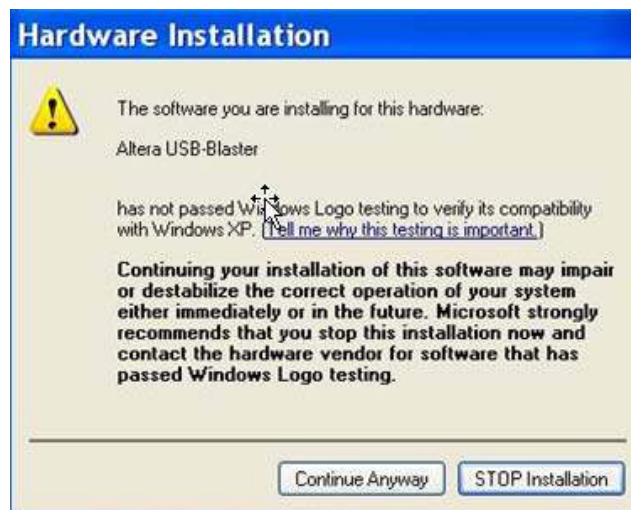 Hardware Installation
The software you are installing for this hardware:
Altera USB-Blaster
has not passed Windows Logo testing to verify its compatibility
with Windows XP. (Tell me why this testing is important.)
Continuing your installation of this software may impair
or destabilize the correct operation of your system
either immediately or in the future. Microsoft strongly
recommends that you stop this installation now and
contact the hardware vendor for software that has
passed Windows Logo testing.
Continue Anyway
STOP Installation